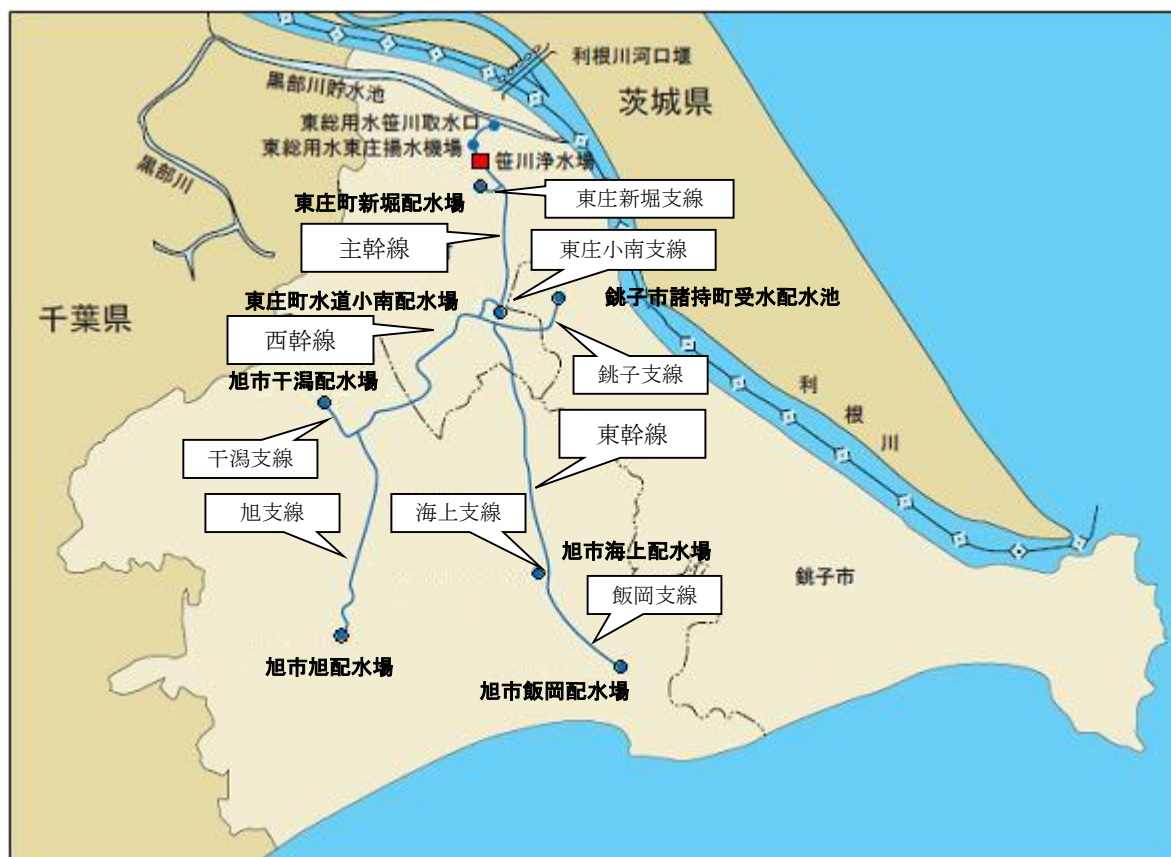 利根川河口堰
黒部川貯水池
茨城県
東総用水笹川取水口
東総用水東庄揚水機場
笹川浄水場
黒部川
東庄新堀支線
東庄町新堀配水場
主幹線
東庄小南支線
東庄町水道小南配水場
銚子市諸持町受水配水池
千葉県
西幹線
銚子支線
旭市干潟配水場
利根川
東幹線
干潟支線
旭支線
海上支線
旭市海上配水場
銚子市
飯岡支線
旭市旭配水場
旭市飯岡配水場